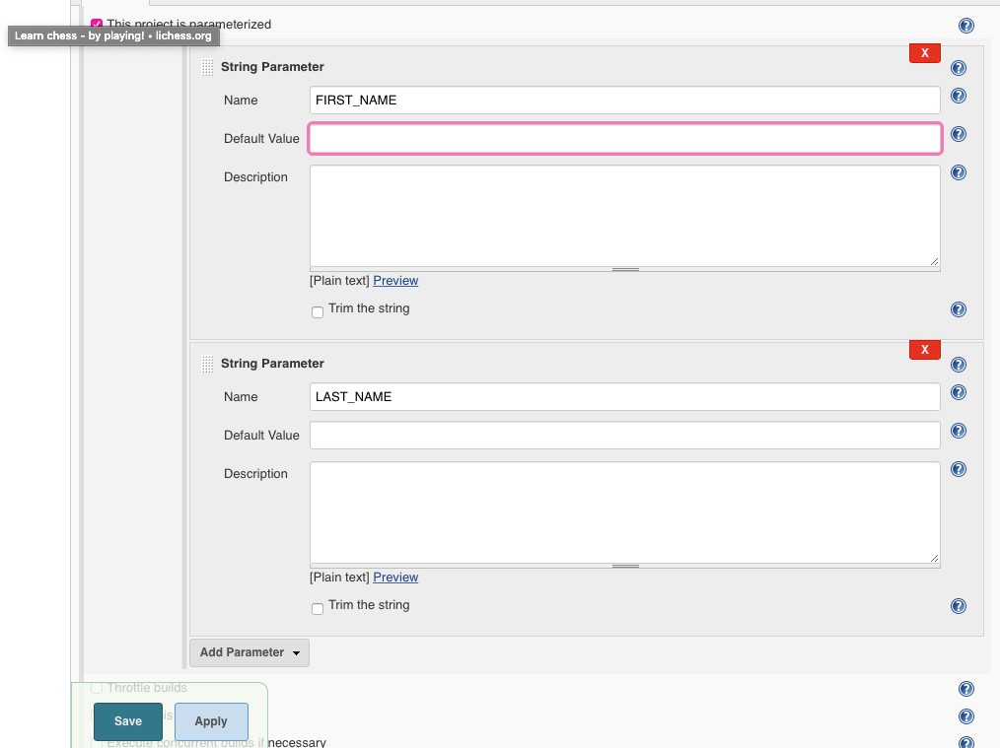 This project is parameterized
Learn chess - by playing! • lichess.org
X
String Parameter
Name
FIRST_NAME
Default Value
Description
[Plain text] Preview
Trim the string
X
String Parameter
Name
LAST_NAME
Default Value
Description
[Plain text] Preview
Trim the string
Add Parameter
Throttle builds
Save
Apply
Execute concurrent builds if necessary